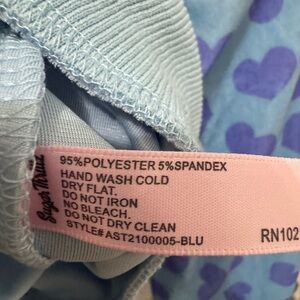 95%POLYESTER 5%SPANDEX
HAND WASH COLD
DRY FLAT.
DO NOT IRON
NO BLEACH.
DO NOT DRY CLEAN
STYLE#AST2100005-BLU
RN102